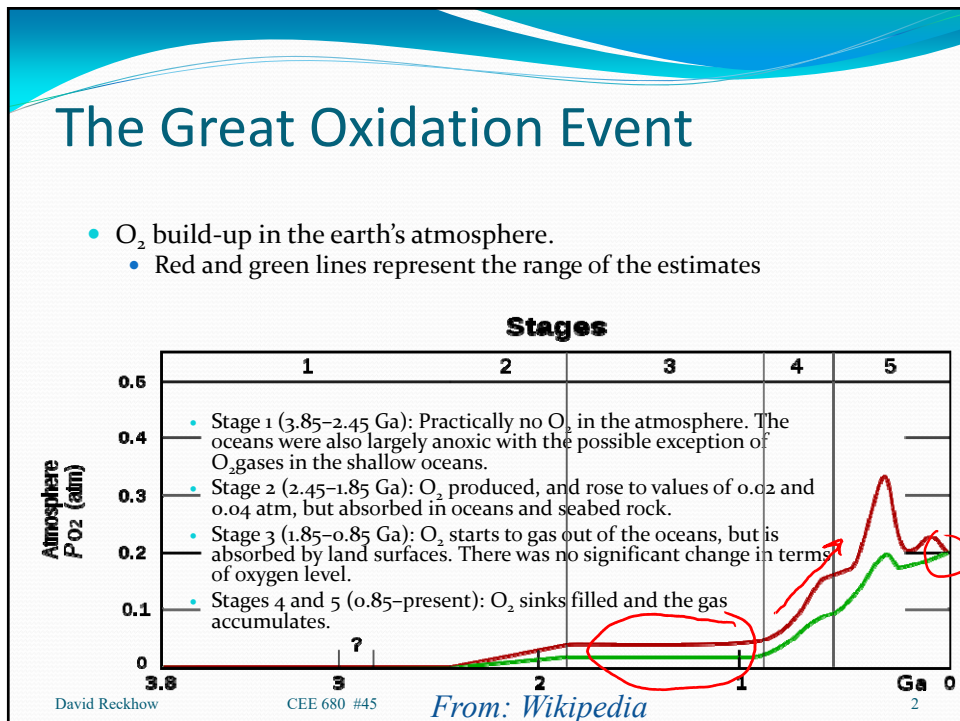 The Great Oxidation Event
• O₂ build-up in the earth's atmosphere.
• Red and green lines represent the range of the estimates
Stages
1 2 3 4 5
0.5
0.4
0.3
0.2
0.1
0
Atmosphere
PO₂ (atm)
• Stage 1 (3.85–2.45 Ga): Practically no O₂ in the atmosphere. The
oceans were also largely anoxic with the possible exception of
O₂gases in the shallow oceans.
• Stage 2 (2.45–1.85 Ga): O₂ produced, and rose to values of 0.02 and
0.04 atm, but absorbed in oceans and seabed rock.
• Stage 3 (1.85–0.85 Ga): O₂ starts to gas out of the oceans, but is
absorbed by land surfaces. There was no significant change in terms
of oxygen level.
• Stages 4 and 5 (0.85–present): O₂ sinks filled and the gas
accumulates.
?
3.8 3 2 1 Ga 0
David Reckhow CEE 680 #45 From: Wikipedia 2